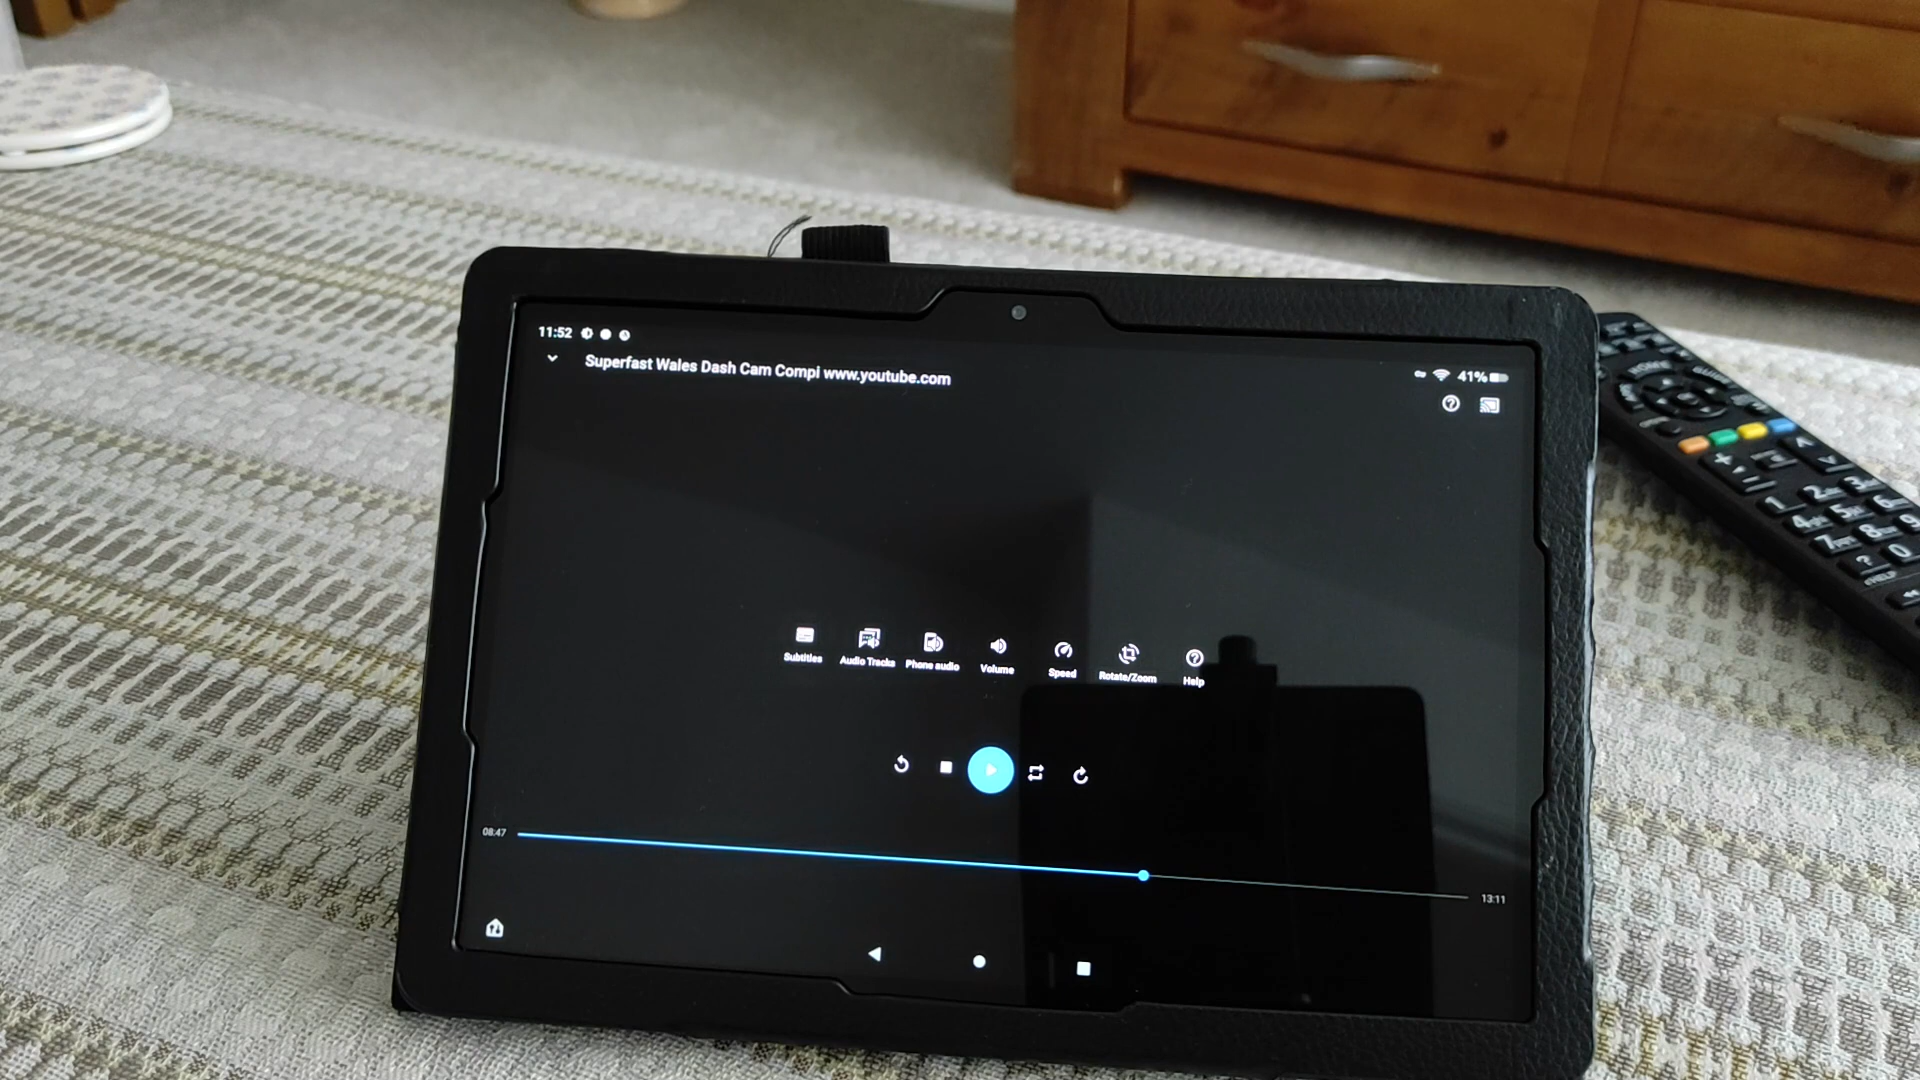 11:52
41%
Superfast Wales Dash Cam Compi www.youtube.com
Subtitles
Audio Tracks
Phone audio
Volume
Speed
Rotate/Zoom
Help
08:47
13:11